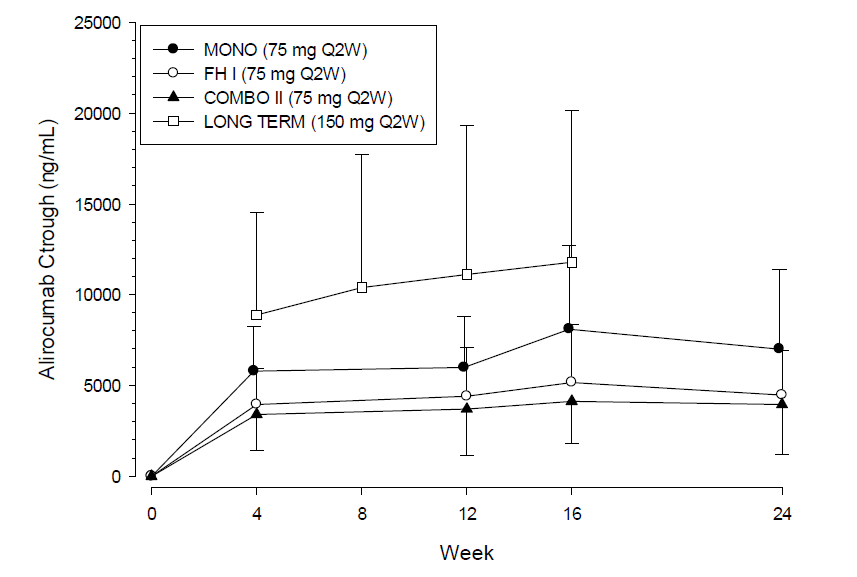 25000
20000
15000
10000
5000
0
Alirocumab Ctrough (ng/mL)
MONO (75 mg Q2W)
FH I (75 mg Q2W)
COMBO II (75 mg Q2W)
LONG TERM (150 mg Q2W)
0 4 8 12 16 24
Week